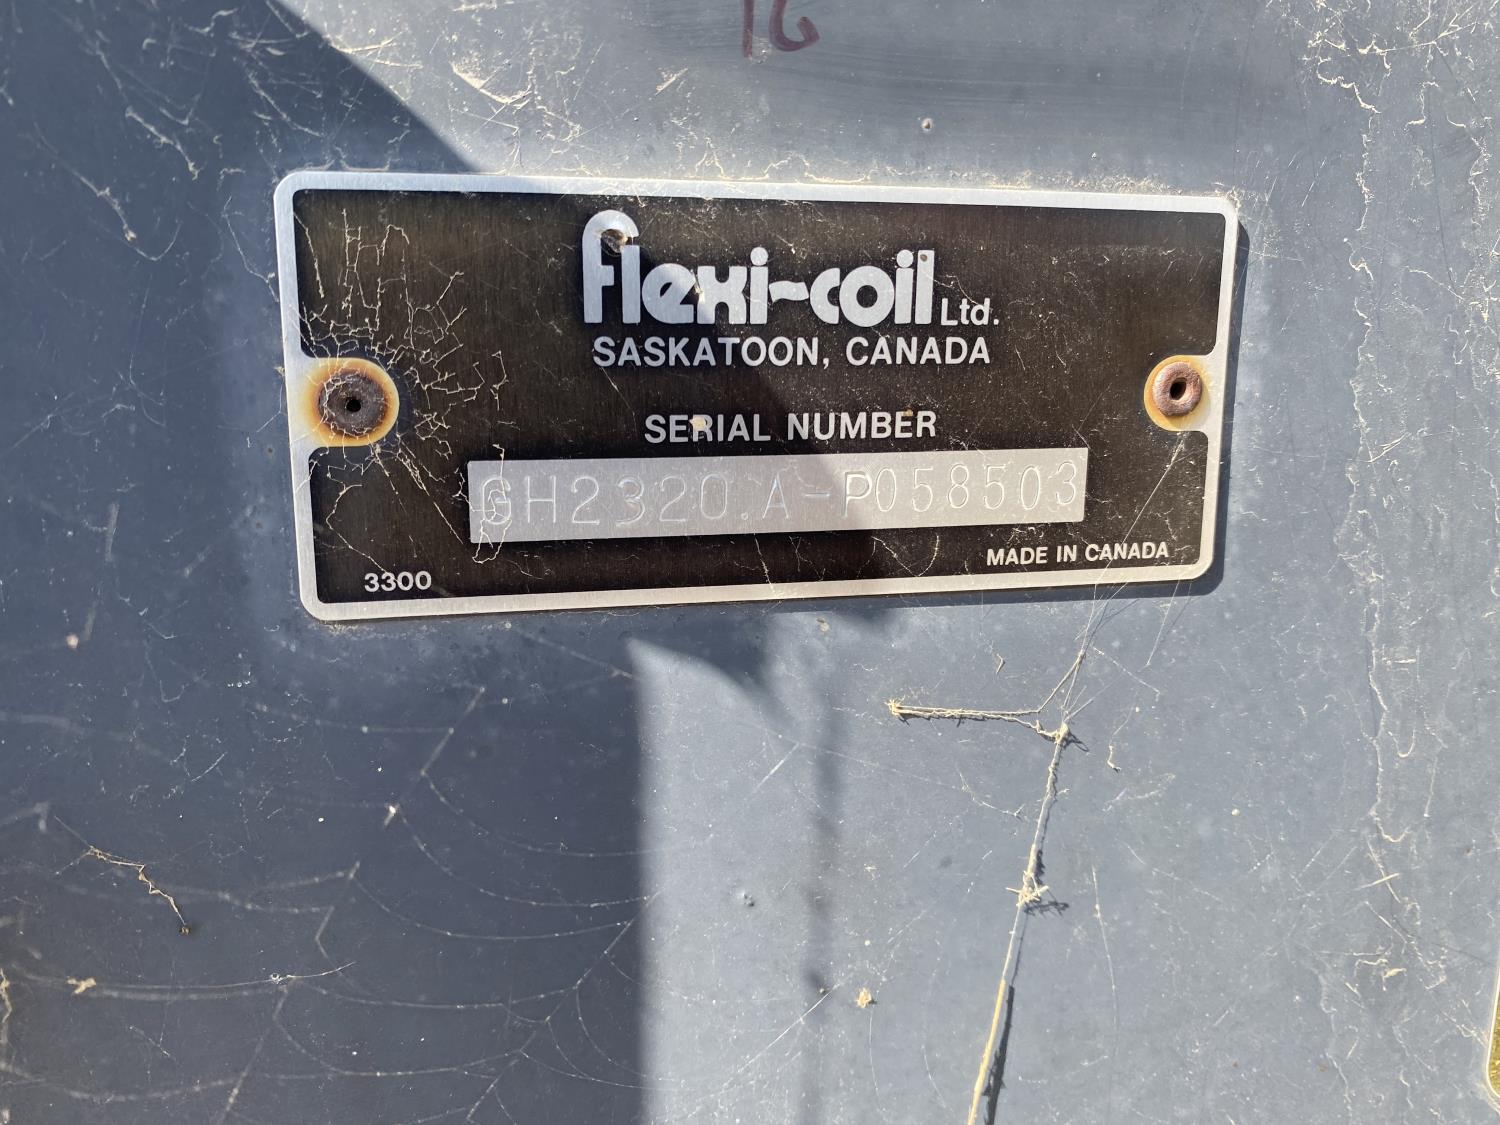 16
flexi-coil Ltd.
SASKATOON, CANADA
SERIAL NUMBER
GH2320.A-P058503
MADE IN CANADA
3300